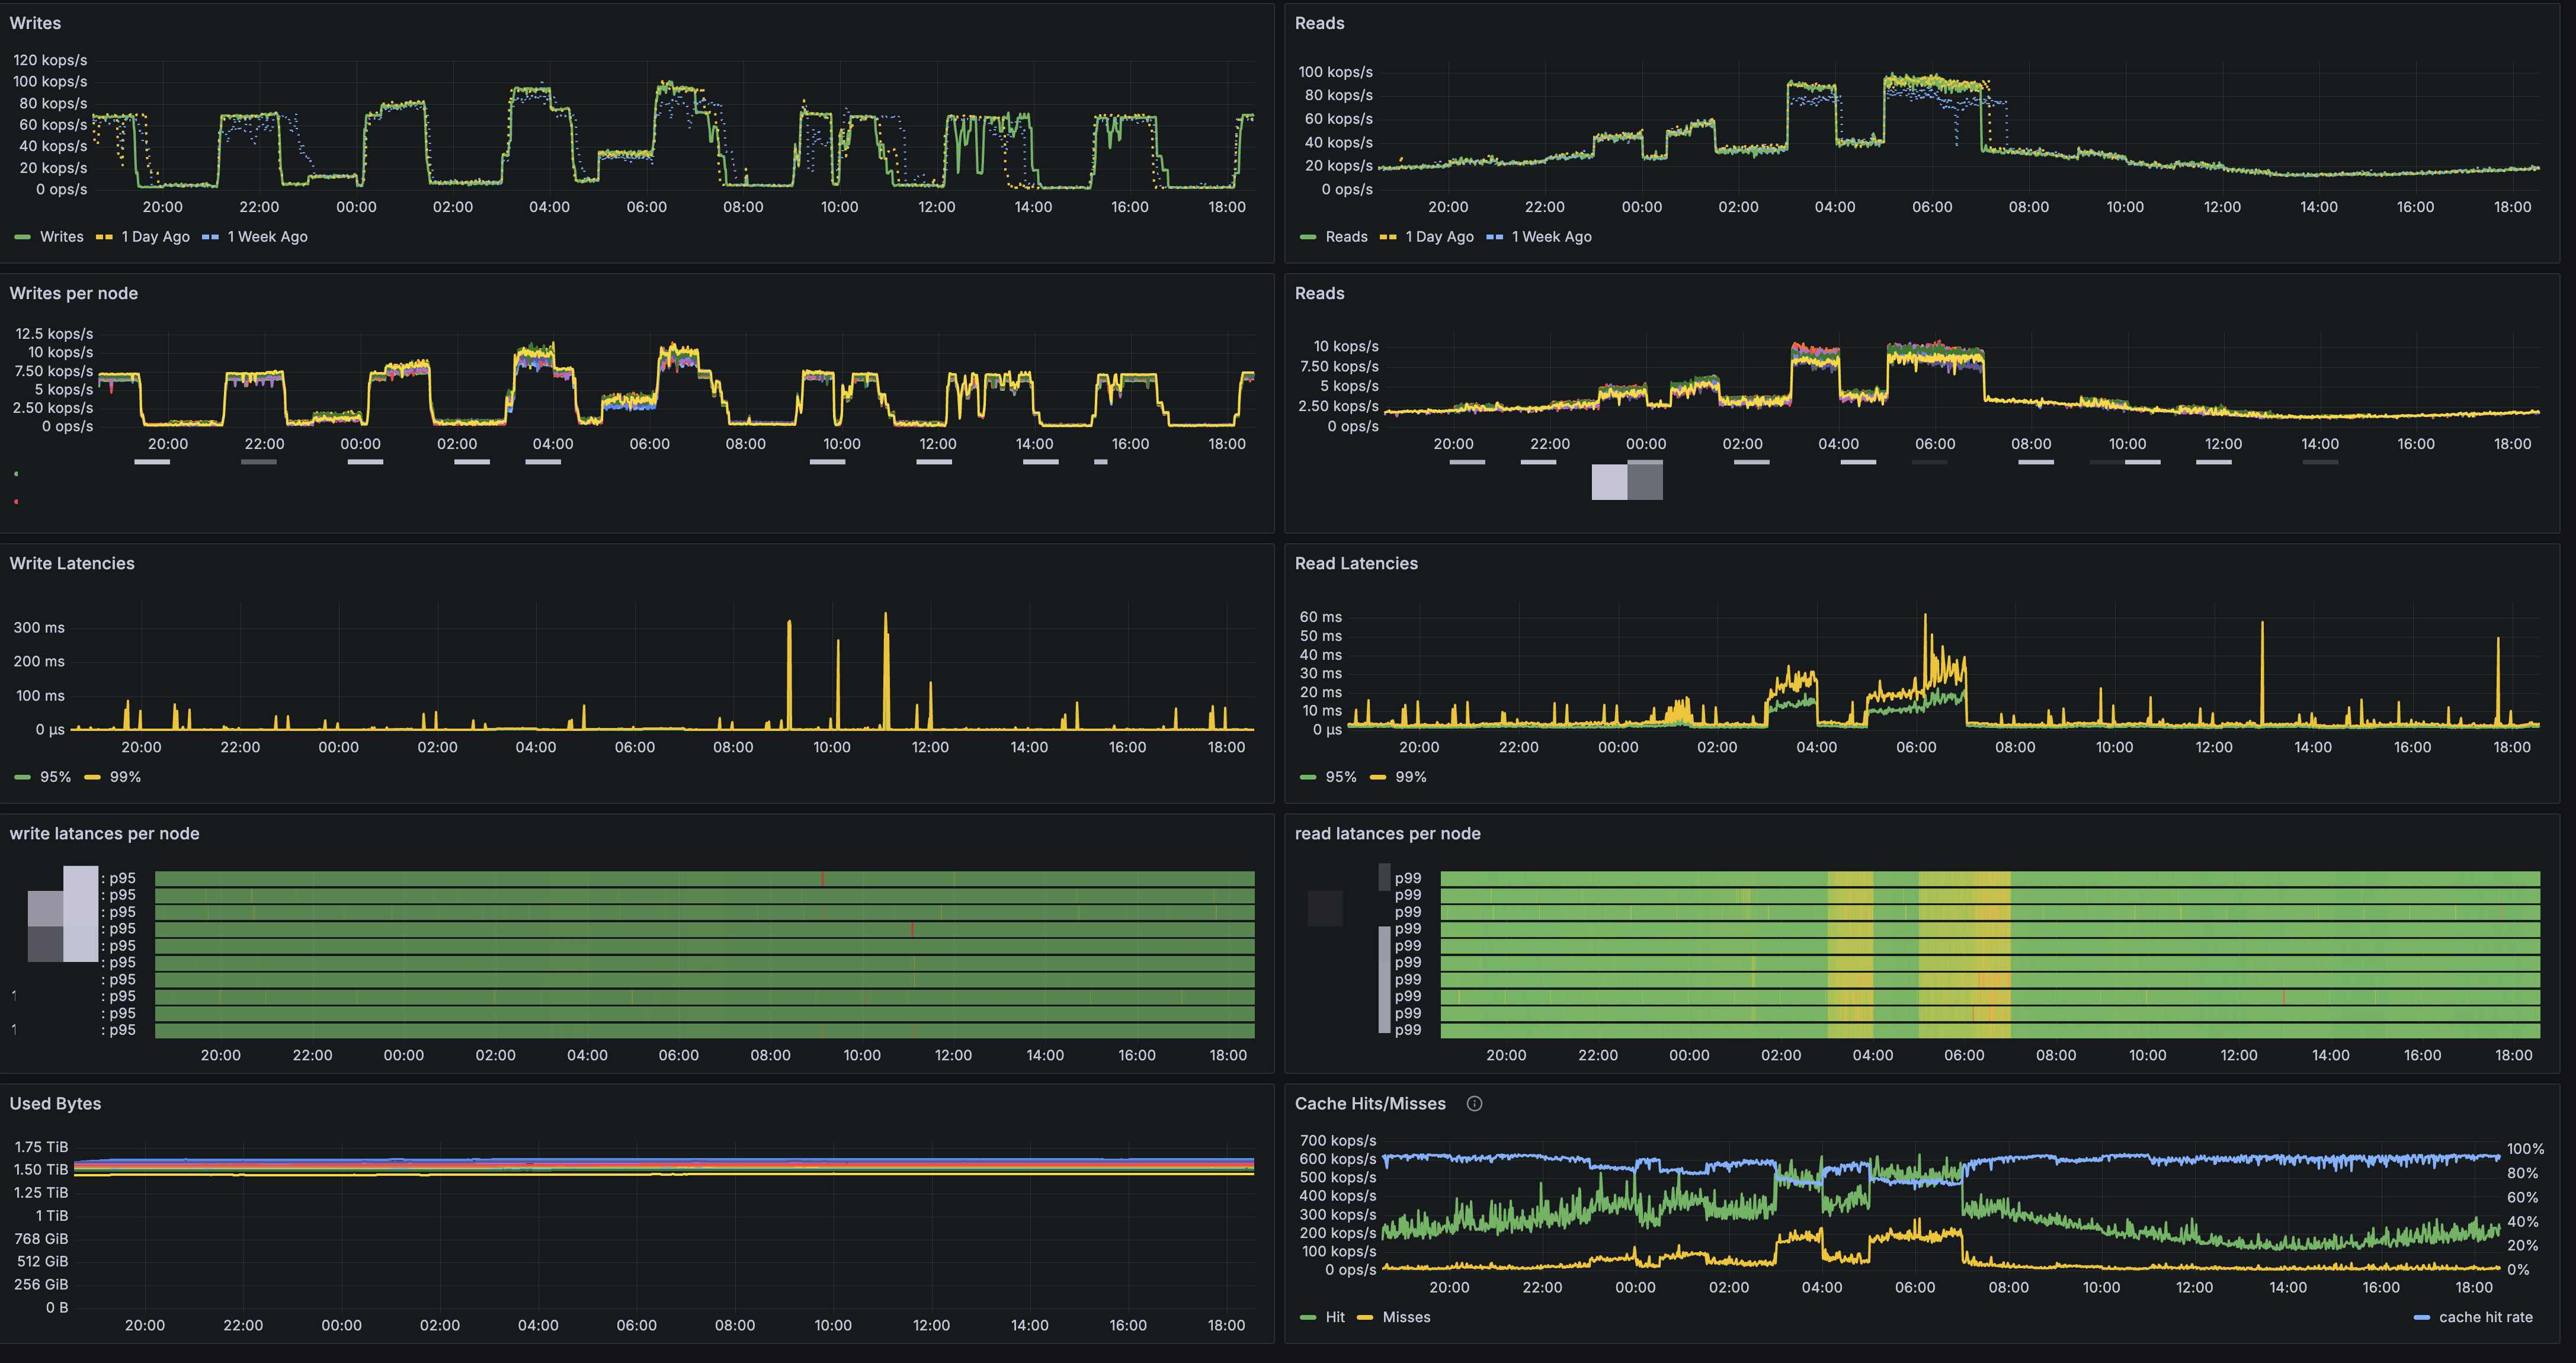 Writes
120 kops/s
100 kops/s
80 kops/s
60 kops/s
40 kops/s
20 kops/s
0 ops/s
20:00 22:00 00:00 02:00 04:00 06:00 08:00 10:00 12:00 14:00 16:00 18:00
Writes 1 Day Ago 1 Week Ago
Reads
100 kops/s
80 kops/s
60 kops/s
40 kops/s
20 kops/s
0 ops/s
20:00 22:00 00:00 02:00 04:00 06:00 08:00 10:00 12:00 14:00 16:00 18:00
Reads 1 Day Ago 1 Week Ago
Writes per node
12.5 kops/s
10 kops/s
7.50 kops/s
5 kops/s
2.50 kops/s
0 ops/s
20:00 22:00 00:00 02:00 04:00 06:00 08:00 10:00 12:00 14:00 16:00 18:00
Reads
10 kops/s
7.50 kops/s
5 kops/s
2.50 kops/s
0 ops/s
20:00 22:00 00:00 02:00 04:00 06:00 08:00 10:00 12:00 14:00 16:00 18:00
Write Latencies
300 ms
200 ms
100 ms
0 µs
20:00 22:00 00:00 02:00 04:00 06:00 08:00 10:00 12:00 14:00 16:00 18:00
95% 99%
Read Latencies
60 ms
50 ms
40 ms
30 ms
20 ms
10 ms
0 µs
20:00 22:00 00:00 02:00 04:00 06:00 08:00 10:00 12:00 14:00 16:00 18:00
95% 99%
write latances per node
: p95
: p95
: p95
: p95
: p95
: p95
: p95
1 : p95
: p95
1 : p95
20:00 22:00 00:00 02:00 04:00 06:00 08:00 10:00 12:00 14:00 16:00 18:00
read latances per node
p99
p99
p99
p99
p99
p99
p99
p99
p99
p99
20:00 22:00 00:00 02:00 04:00 06:00 08:00 10:00 12:00 14:00 16:00 18:00
Used Bytes
1.75 TiB
1.50 TiB
1.25 TiB
1 TiB
768 GiB
512 GiB
256 GiB
0 B
20:00 22:00 00:00 02:00 04:00 06:00 08:00 10:00 12:00 14:00 16:00 18:00
Cache Hits/Misses
700 kops/s
600 kops/s 100%
500 kops/s 80%
400 kops/s 60%
300 kops/s
200 kops/s 40%
100 kops/s 20%
0 ops/s 0%
20:00 22:00 00:00 02:00 04:00 06:00 08:00 10:00 12:00 14:00 16:00 18:00
Hit Misses cache hit rate